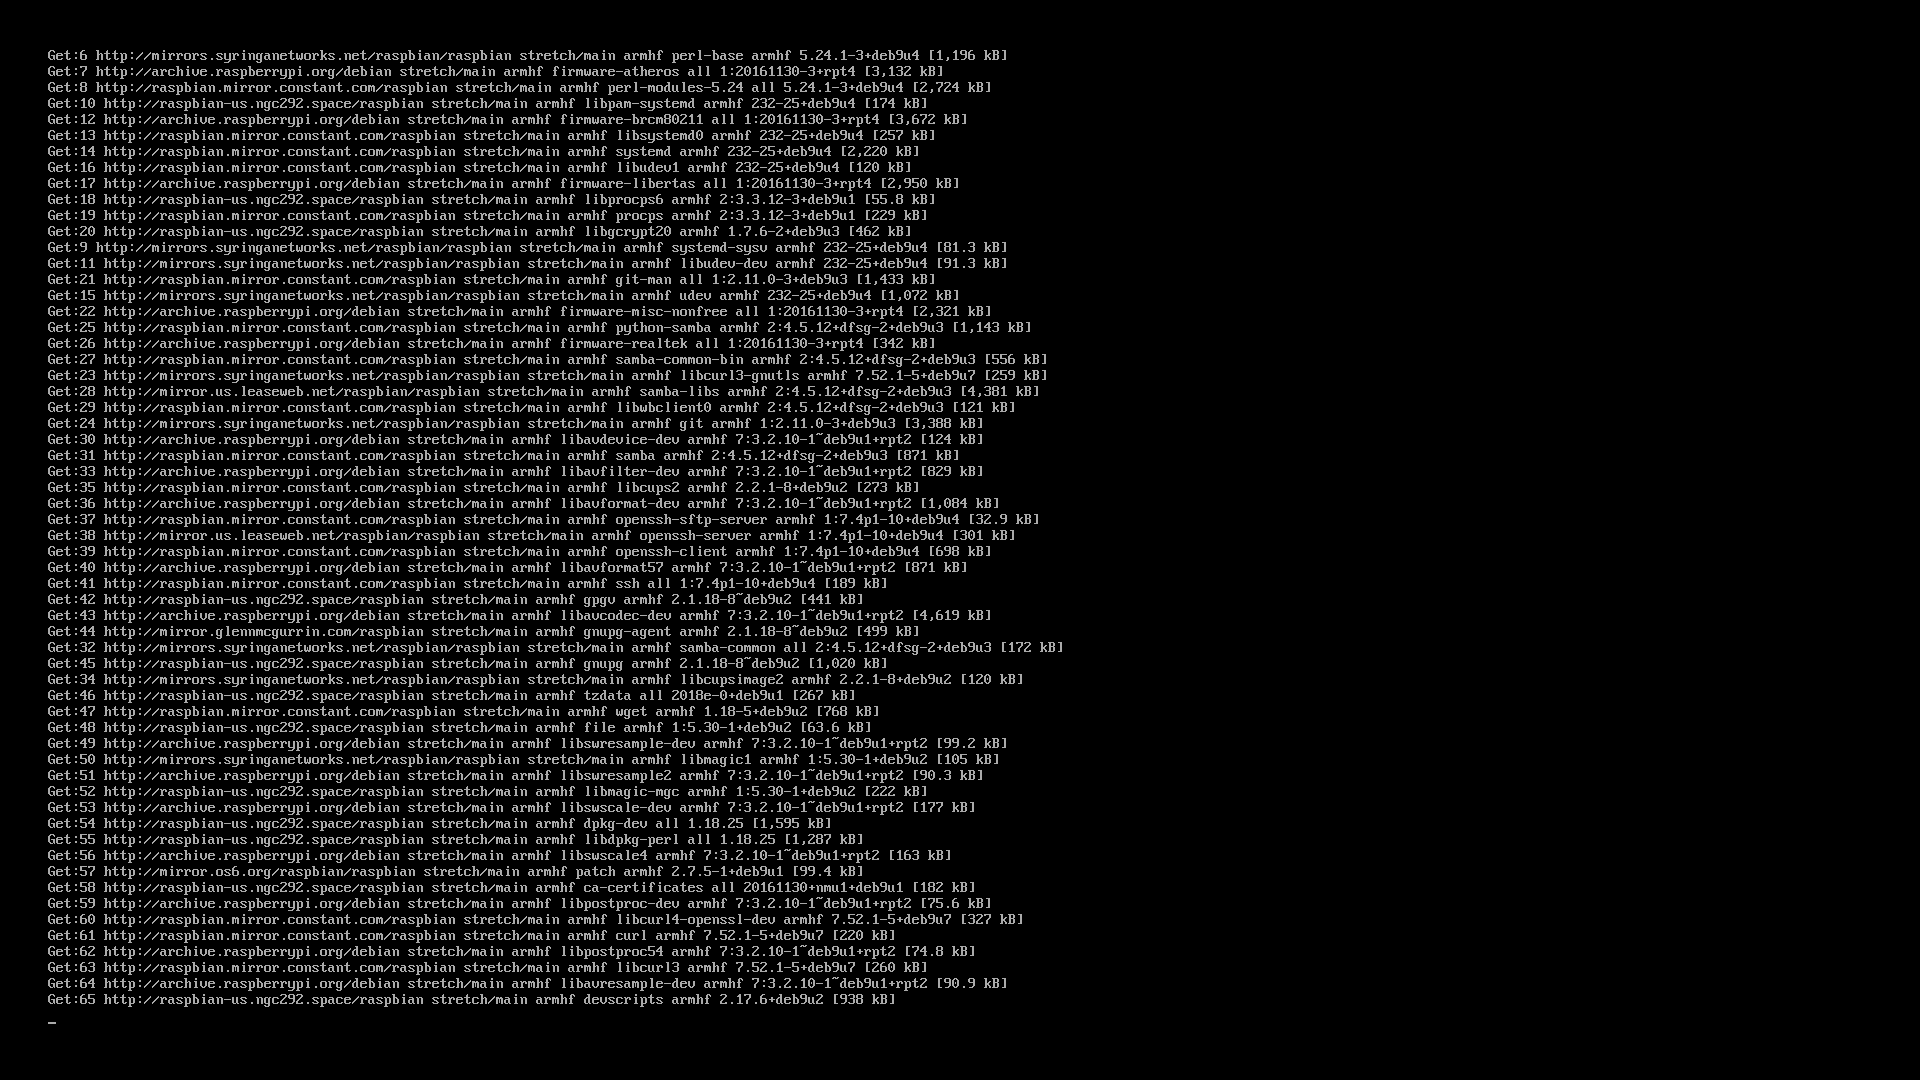 Get:6 http://mirrors.syringanetworks.net/raspbian/raspbian stretch/main armhf perl-base armhf 5.24.1-3+deb9u4 [1,196 kB]
Get:7 http://archive.raspberrypi.org/debian stretch/main armhf firmware-atheros all 1:20161130-3+rpt4 [3,132 kB]
Get:8 http://raspbian.mirror.constant.com/raspbian stretch/main armhf perl-modules-5.24 all 5.24.1-3+deb9u4 [2,724 kB]
Get:10 http://raspbian-us.ngc292.space/raspbian stretch/main armhf libpam-systemd armhf 232-25+deb9u4 [174 kB]
Get:12 http://archive.raspberrypi.org/debian stretch/main armhf firmware-brcm80211 all 1:20161130-3+rpt4 [3,672 kB]
Get:13 http://raspbian.mirror.constant.com/raspbian stretch/main armhf libsystemd0 armhf 232-25+deb9u4 [257 kB]
Get:14 http://raspbian.mirror.constant.com/raspbian stretch/main armhf systemd armhf 232-25+deb9u4 [2,220 kB]
Get:16 http://raspbian.mirror.constant.com/raspbian stretch/main armhf libudev1 armhf 232-25+deb9u4 [120 kB]
Get:17 http://archive.raspberrypi.org/debian stretch/main armhf firmware-libertas all 1:20161130-3+rpt4 [2,950 kB]
Get:18 http://raspbian-us.ngc292.space/raspbian stretch/main armhf libprocps6 armhf 2:3.3.12-3+deb9u1 [55.8 kB]
Get:19 http://raspbian.mirror.constant.com/raspbian stretch/main armhf procps armhf 2:3.3.12-3+deb9u1 [229 kB]
Get:20 http://raspbian-us.ngc292.space/raspbian stretch/main armhf libgcrypt20 armhf 1.7.6-2+deb9u3 [462 kB]
Get:9 http://mirrors.syringanetworks.net/raspbian/raspbian stretch/main armhf systemd-sysv armhf 232-25+deb9u4 [81.3 kB]
Get:11 http://mirrors.syringanetworks.net/raspbian/raspbian stretch/main armhf libudev-dev armhf 232-25+deb9u4 [91.3 kB]
Get:21 http://raspbian.mirror.constant.com/raspbian stretch/main armhf git-man all 1:2.11.0-3+deb9u3 [1,433 kB]
Get:15 http://mirrors.syringanetworks.net/raspbian/raspbian stretch/main armhf udev armhf 232-25+deb9u4 [1,072 kB]
Get:22 http://archive.raspberrypi.org/debian stretch/main armhf firmware-misc-nonfree all 1:20161130-3+rpt4 [2,321 kB]
Get:25 http://raspbian.mirror.constant.com/raspbian stretch/main armhf python-samba armhf 2:4.5.12+dfsg-2+deb9u3 [1,143 kB]
Get:26 http://archive.raspberrypi.org/debian stretch/main armhf firmware-realtek all 1:20161130-3+rpt4 [342 kB]
Get:27 http://raspbian.mirror.constant.com/raspbian stretch/main armhf samba-common-bin armhf 2:4.5.12+dfsg-2+deb9u3 [556 kB]
Get:23 http://mirrors.syringanetworks.net/raspbian/raspbian stretch/main armhf libcurl3-gnutls armhf 7.52.1-5+deb9u7 [259 kB]
Get:28 http://mirror.us.leaseweb.net/raspbian/raspbian stretch/main armhf samba-libs armhf 2:4.5.12+dfsg-2+deb9u3 [4,381 kB]
Get:29 http://raspbian.mirror.constant.com/raspbian stretch/main armhf libwbclient0 armhf 2:4.5.12+dfsg-2+deb9u3 [121 kB]
Get:24 http://mirrors.syringanetworks.net/raspbian/raspbian stretch/main armhf git armhf 1:2.11.0-3+deb9u3 [3,388 kB]
Get:30 http://archive.raspberrypi.org/debian stretch/main armhf libavdevice-dev armhf 7:3.2.10-1~deb9u1+rpt2 [124 kB]
Get:31 http://raspbian.mirror.constant.com/raspbian stretch/main armhf samba armhf 2:4.5.12+dfsg-2+deb9u3 [871 kB]
Get:33 http://archive.raspberrypi.org/debian stretch/main armhf libavfilter-dev armhf 7:3.2.10-1~deb9u1+rpt2 [829 kB]
Get:35 http://raspbian.mirror.constant.com/raspbian stretch/main armhf libcups2 armhf 2.2.1-8+deb9u2 [273 kB]
Get:36 http://archive.raspberrypi.org/debian stretch/main armhf libavformat-dev armhf 7:3.2.10-1~deb9u1+rpt2 [1,084 kB]
Get:37 http://raspbian.mirror.constant.com/raspbian stretch/main armhf openssh-sftp-server armhf 1:7.4p1-10+deb9u4 [32.9 kB]
Get:38 http://mirror.us.leaseweb.net/raspbian/raspbian stretch/main armhf openssh-server armhf 1:7.4p1-10+deb9u4 [301 kB]
Get:39 http://raspbian.mirror.constant.com/raspbian stretch/main armhf openssh-client armhf 1:7.4p1-10+deb9u4 [698 kB]
Get:40 http://archive.raspberrypi.org/debian stretch/main armhf libavformat57 armhf 7:3.2.10-1~deb9u1+rpt2 [871 kB]
Get:41 http://raspbian.mirror.constant.com/raspbian stretch/main armhf ssh all 1:7.4p1-10+deb9u4 [189 kB]
Get:42 http://raspbian-us.ngc292.space/raspbian stretch/main armhf gpgv armhf 2.1.18-8~deb9u2 [441 kB]
Get:43 http://archive.raspberrypi.org/debian stretch/main armhf libavcodec-dev armhf 7:3.2.10-1~deb9u1+rpt2 [4,619 kB]
Get:44 http://mirror.glennmcgurrin.com/raspbian stretch/main armhf gnupg-agent armhf 2.1.18-8~deb9u2 [499 kB]
Get:32 http://mirrors.syringanetworks.net/raspbian/raspbian stretch/main armhf samba-common all 2:4.5.12+dfsg-2+deb9u3 [172 kB]
Get:45 http://raspbian-us.ngc292.space/raspbian stretch/main armhf gnupg armhf 2.1.18-8~deb9u2 [1,020 kB]
Get:34 http://mirrors.syringanetworks.net/raspbian/raspbian stretch/main armhf libcupsimage2 armhf 2.2.1-8+deb9u2 [120 kB]
Get:46 http://raspbian-us.ngc292.space/raspbian stretch/main armhf tzdata all 2018e-0+deb9u1 [267 kB]
Get:47 http://raspbian.mirror.constant.com/raspbian stretch/main armhf wget armhf 1.18-5+deb9u2 [768 kB]
Get:48 http://raspbian-us.ngc292.space/raspbian stretch/main armhf file armhf 1:5.30-1+deb9u2 [63.6 kB]
Get:49 http://archive.raspberrypi.org/debian stretch/main armhf libswresample-dev armhf 7:3.2.10-1~deb9u1+rpt2 [99.2 kB]
Get:50 http://mirrors.syringanetworks.net/raspbian/raspbian stretch/main armhf libmagic1 armhf 1:5.30-1+deb9u2 [105 kB]
Get:51 http://archive.raspberrypi.org/debian stretch/main armhf libswresample2 armhf 7:3.2.10-1~deb9u1+rpt2 [90.3 kB]
Get:52 http://raspbian-us.ngc292.space/raspbian stretch/main armhf libmagic-mgc armhf 1:5.30-1+deb9u2 [222 kB]
Get:53 http://archive.raspberrypi.org/debian stretch/main armhf libswscale-dev armhf 7:3.2.10-1~deb9u1+rpt2 [177 kB]
Get:54 http://raspbian-us.ngc292.space/raspbian stretch/main armhf dpkg-dev all 1.18.25 [1,595 kB]
Get:55 http://raspbian-us.ngc292.space/raspbian stretch/main armhf libdpkg-perl all 1.18.25 [1,287 kB]
Get:56 http://archive.raspberrypi.org/debian stretch/main armhf libswscale4 armhf 7:3.2.10-1~deb9u1+rpt2 [163 kB]
Get:57 http://mirror.os6.org/raspbian/raspbian stretch/main armhf patch armhf 2.7.5-1+deb9u1 [99.4 kB]
Get:58 http://raspbian-us.ngc292.space/raspbian stretch/main armhf ca-certificates all 20161130+nmu1+deb9u1 [182 kB]
Get:59 http://archive.raspberrypi.org/debian stretch/main armhf libpostproc-dev armhf 7:3.2.10-1~deb9u1+rpt2 [75.6 kB]
Get:60 http://raspbian.mirror.constant.com/raspbian stretch/main armhf libcurl4-openssl-dev armhf 7.52.1-5+deb9u7 [327 kB]
Get:61 http://raspbian.mirror.constant.com/raspbian stretch/main armhf curl armhf 7.52.1-5+deb9u7 [220 kB]
Get:62 http://archive.raspberrypi.org/debian stretch/main armhf libpostproc54 armhf 7:3.2.10-1~deb9u1+rpt2 [74.8 kB]
Get:63 http://raspbian.mirror.constant.com/raspbian stretch/main armhf libcurl3 armhf 7.52.1-5+deb9u7 [260 kB]
Get:64 http://archive.raspberrypi.org/debian stretch/main armhf libavresample-dev armhf 7:3.2.10-1~deb9u1+rpt2 [90.9 kB]
Get:65 http://raspbian-us.ngc292.space/raspbian stretch/main armhf devscripts armhf 2.17.6+deb9u2 [938 kB]